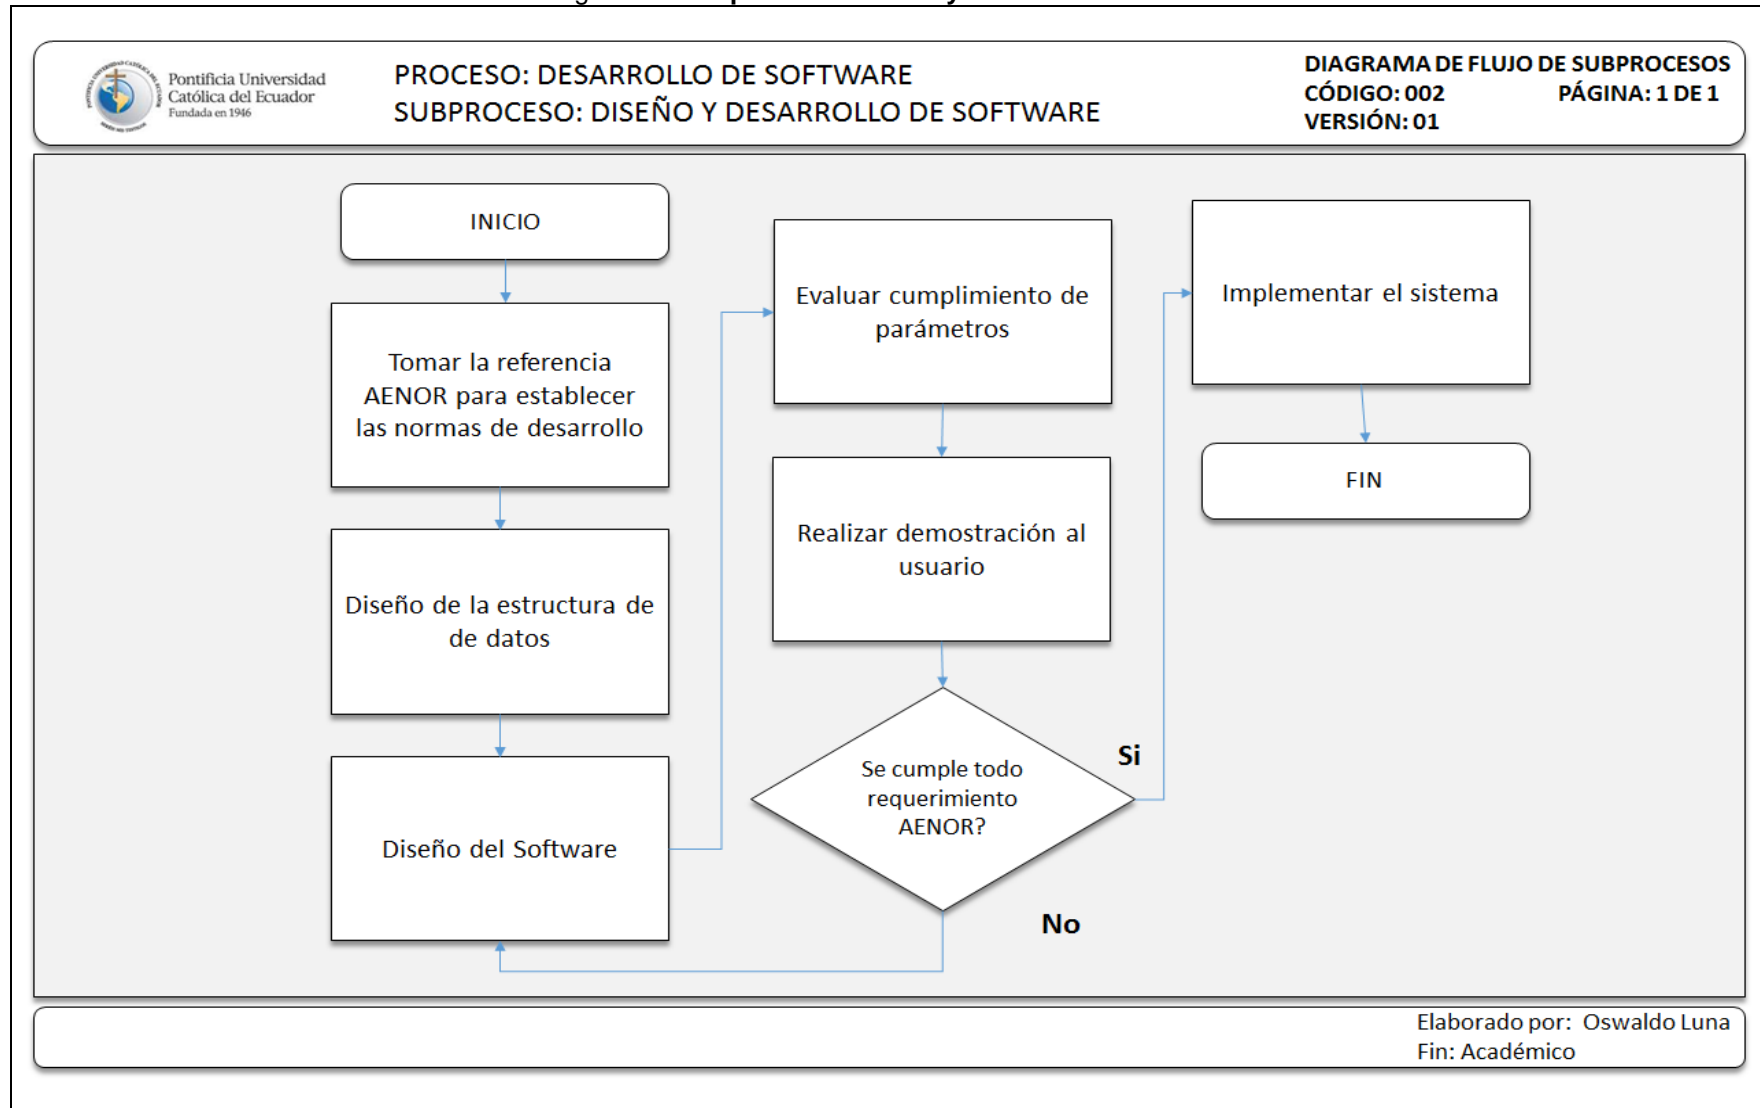 Pontificia Universidad
Católica del Ecuador
Fundada en 1946
PROCESO: DESARROLLO DE SOFTWARE
SUBPROCESO: DISEÑO Y DESARROLLO DE SOFTWARE
DIAGRAMA DE FLUJO DE SUBPROCESOS
CÓDIGO: 002 PÁGINA: 1 DE 1
VERSIÓN: 01
INICIO
Tomar la referencia
AENOR para establecer
las normas de desarrollo
Diseño de la estructura de
de datos
Diseño del Software
Evaluar cumplimiento de
parámetros
Realizar demostración al
usuario
Se cumple todo
requerimiento
AENOR?
Si
No
Implementar el sistema
FIN
Elaborado por: Oswaldo Luna
Fin: Académico